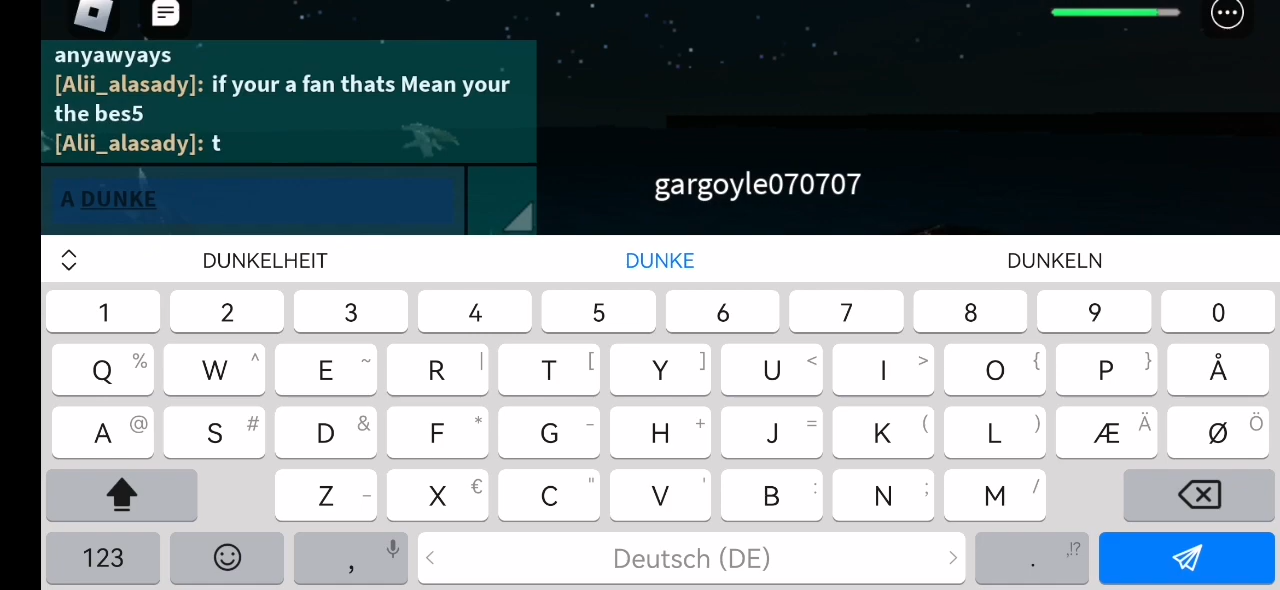 anyawyays
[Alii_alasady]: if your a fan thats Mean your
the bes5
[Alii_alasady]: t
A DUNKE
gargoyle070707
DUNKELHEIT DUNKE DUNKELN
1 2 3 4 5 6 7 8 9 0
Q % W ^ E ~ R | T [ Y ] U < I > O { P } Å
A @ S # D & F * G - H + J = K ( L ) Æ Ä Ø Ö
Z _ X € C " V ' B : N ; M /
123 , < Deutsch (DE) > . ,!?